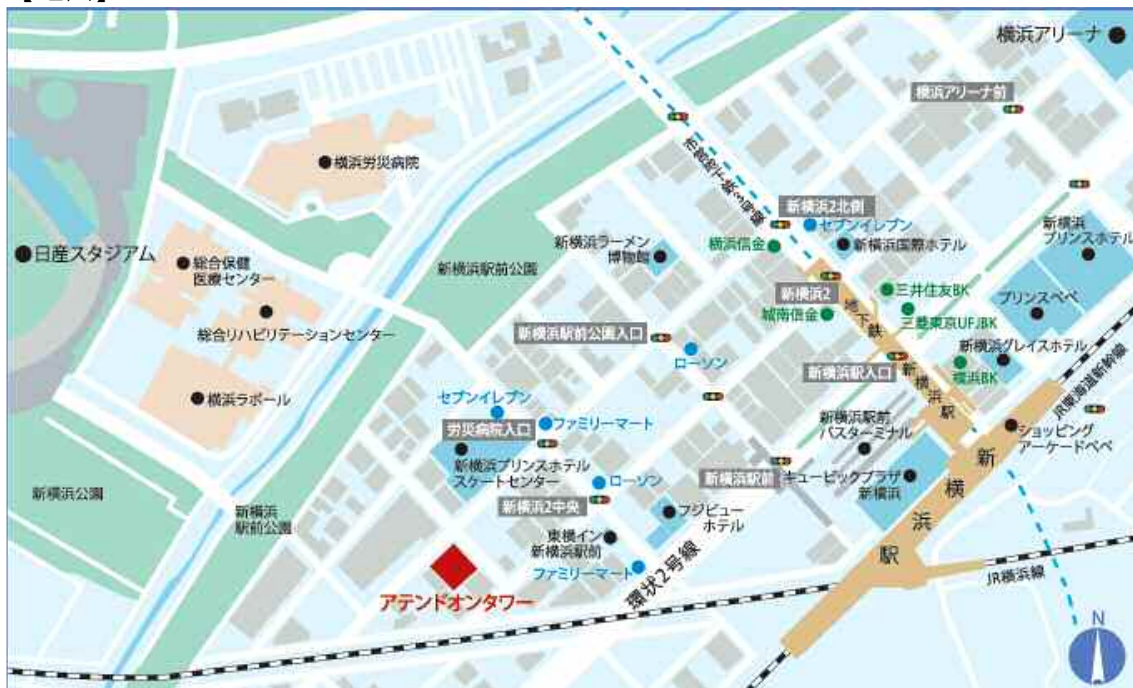 横浜アリーナ
横浜アリーナ前
横浜労災病院
市営地下鉄3号線
新横浜2北側
セブンイレブン
新横浜
プリンスホテル
日産スタジアム
総合保健
医療センター
新横浜駅前公園
新横浜ラーメン
博物館
横浜信金
新横浜国際ホテル
新横浜2
三井住友BK
プリンスペペ
総合リハビリテーションセンター
城南信金
地下鉄
新横浜駅
三菱東京UFJBK
新横浜駅前公園入口
ローソン
新横浜グレイスホテル
新横浜駅入口
横浜BK
JR東海道新幹線
横浜ラポール
セブンイレブン
ファミリーマート
労災病院入口
新横浜駅前
バスターミナル
ショッピング
アーケードペペ
新横浜プリンスホテル
スケートセンター
新横浜駅前
キュービックプラザ
新横浜
新横浜駅
新横浜公園
新横浜
駅前公園
ローソン
新横浜2中央
フジビュー
ホテル
東横イン
新横浜駅前
ファミリーマート
環状2号線
JR横浜線
アテンドオンタワー
N